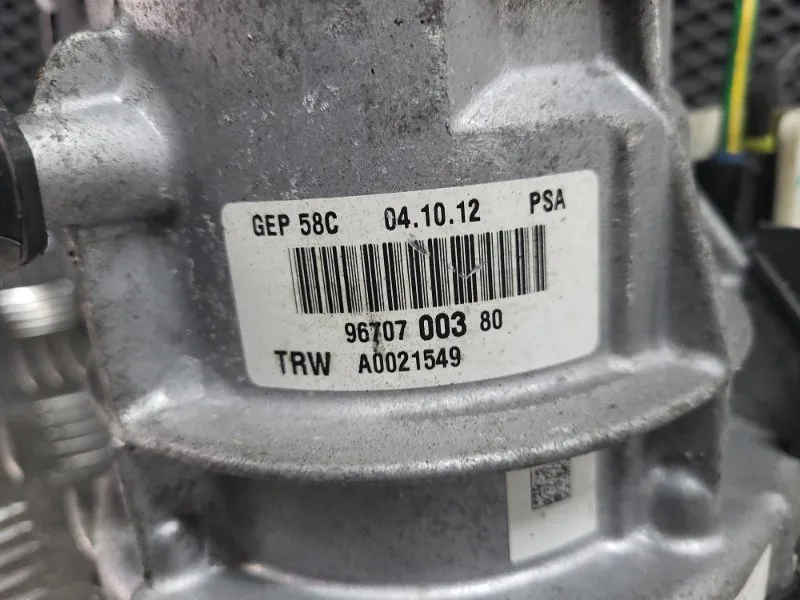 GEP 58C 04.10.12 PSA
96707 003 80
TRW A0021549